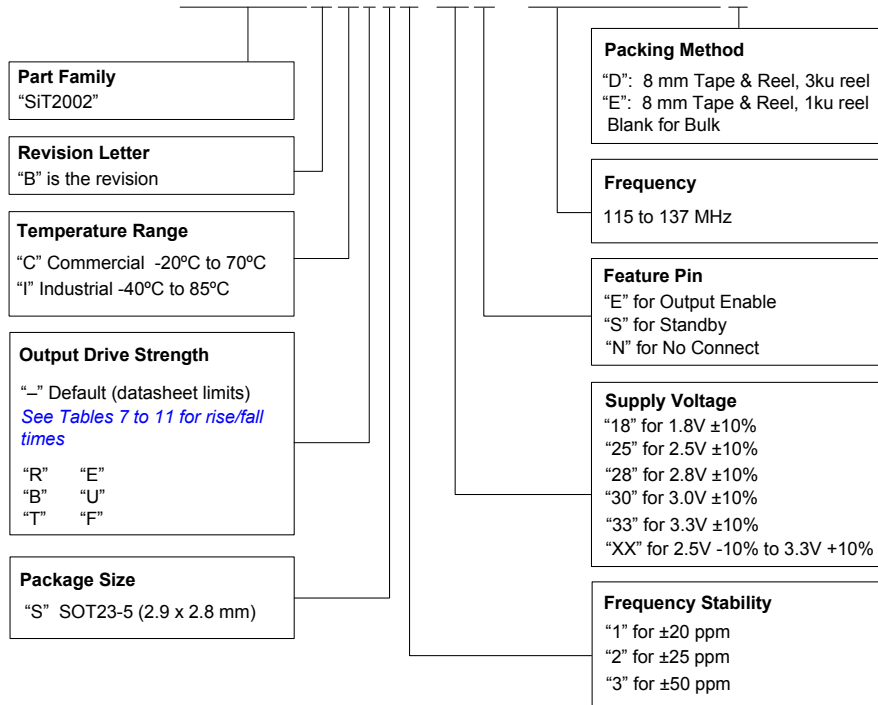 Part Family
“SiT2002”
Revision Letter
“B” is the revision
Temperature Range
“C” Commercial -20ºC to 70ºC
“I” Industrial -40ºC to 85ºC
Output Drive Strength
“–” Default (datasheet limits)
See Tables 7 to 11 for rise/fall
times
“R” “E”
“B” “U”
“T” “F”
Package Size
“S” SOT23-5 (2.9 x 2.8 mm)
Packing Method
“D”: 8 mm Tape & Reel, 3ku reel
“E”: 8 mm Tape & Reel, 1ku reel
Blank for Bulk
Frequency
115 to 137 MHz
Feature Pin
“E” for Output Enable
“S” for Standby
“N” for No Connect
Supply Voltage
“18” for 1.8V ±10%
“25” for 2.5V ±10%
“28” for 2.8V ±10%
“30” for 3.0V ±10%
“33” for 3.3V ±10%
“XX” for 2.5V -10% to 3.3V +10%
Frequency Stability
“1” for ±20 ppm
“2” for ±25 ppm
“3” for ±50 ppm